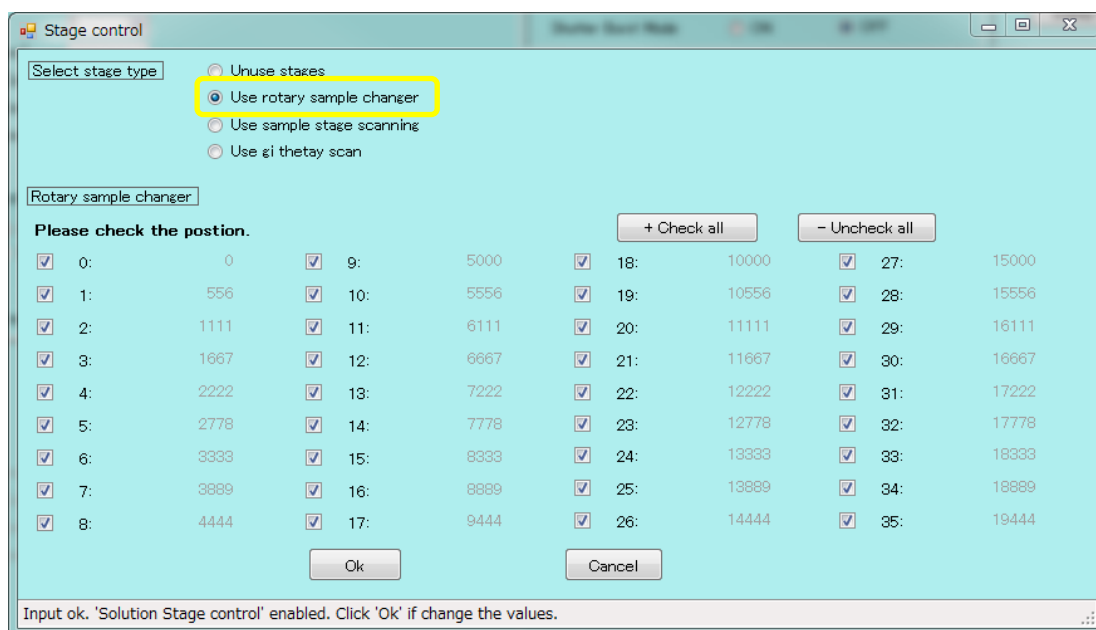 Stage control
Select stage type
Unuse stages
Use rotary sample changer
Use sample stage scanning
Use gi thetay scan
Rotary sample changer
Please check the postion.
+ Check all
- Uncheck all
0: 0 9: 5000 18: 10000 27: 15000
1: 556 10: 5556 19: 10556 28: 15556
2: 1111 11: 6111 20: 11111 29: 16111
3: 1667 12: 6667 21: 11667 30: 16667
4: 2222 13: 7222 22: 12222 31: 17222
5: 2778 14: 7778 23: 12778 32: 17778
6: 3333 15: 8333 24: 13333 33: 18333
7: 3889 16: 8889 25: 13889 34: 18889
8: 4444 17: 9444 26: 14444 35: 19444
Ok
Cancel
Input ok. 'Solution Stage control' enabled. Click 'Ok' if change the values.